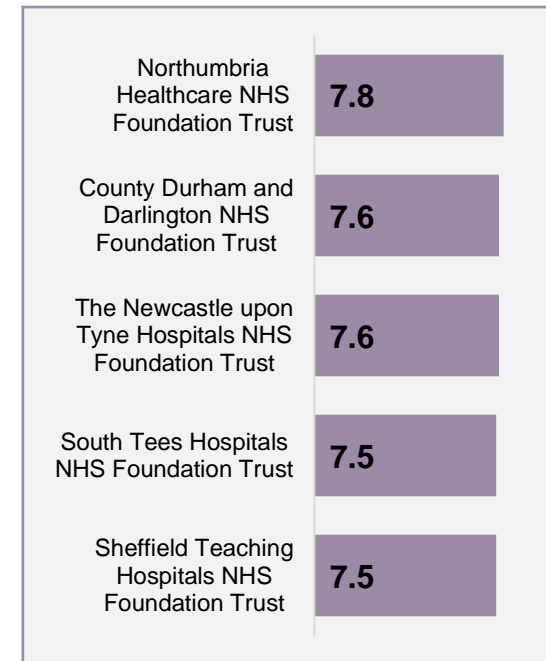 Northumbria
Healthcare NHS
Foundation Trust
7.8
County Durham and
Darlington NHS
Foundation Trust
7.6
The Newcastle upon
Tyne Hospitals NHS
Foundation Trust
7.6
South Tees Hospitals
NHS Foundation Trust
7.5
Sheffield Teaching
Hospitals NHS
Foundation Trust
7.5